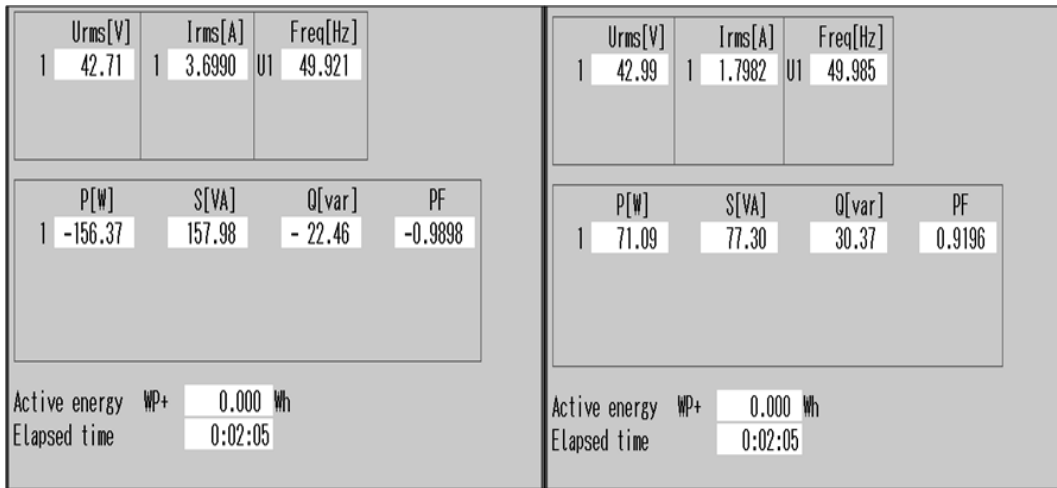 Urms[V] Irms[A] Freq[Hz]
1 42.71 1 3.6990 U1 49.921
P[W] S[VA] Q[var] PF
1 -156.37 157.98 - 22.46 -0.9898
Active energy WP+ 0.000 Wh
Elapsed time 0:02:05
Urms[V] Irms[A] Freq[Hz]
1 42.99 1 1.7982 U1 49.985
P[W] S[VA] Q[var] PF
1 71.09 77.30 30.37 0.9196
Active energy WP+ 0.000 Wh
Elapsed time 0:02:05